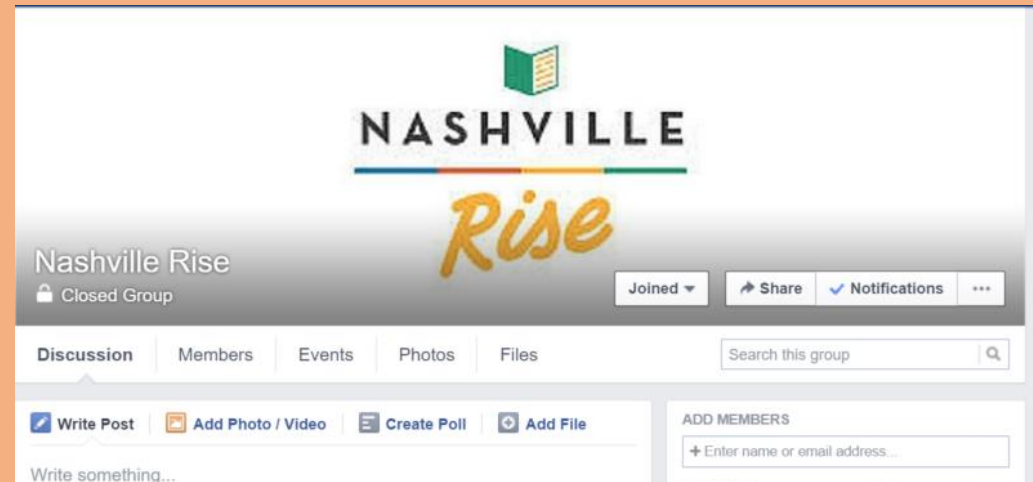 NASHVILLE
Rise
Nashville Rise
Closed Group
Joined
Share
Notifications
Discussion
Members
Events
Photos
Files
Search this group
Write Post
Add Photo / Video
Create Poll
Add File
ADD MEMBERS
+ Enter name or email address...
Write something...